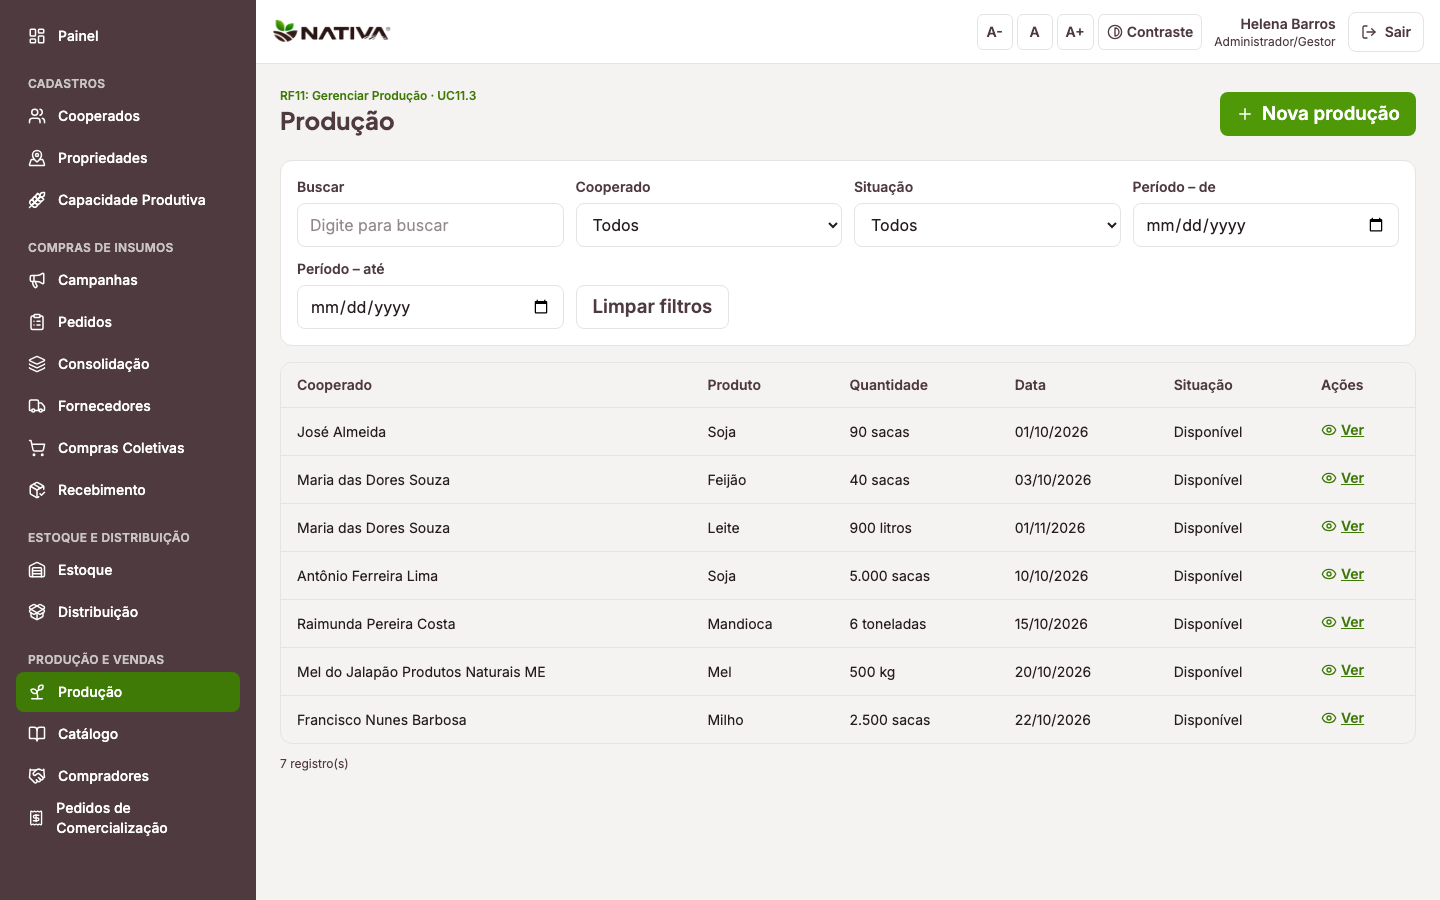 Painel
CADASTROS
Cooperados
Propriedades
Capacidade Produtiva
COMPRAS DE INSUMOS
Campanhas
Pedidos
Consolidação
Fornecedores
Compras Coletivas
Recebimento
ESTOQUE E DISTRIBUIÇÃO
Estoque
Distribuição
PRODUÇÃO E VENDAS
Produção
Catálogo
Compradores
Pedidos de
Comercialização
NATIVA
A- A A+ Contraste
Helena Barros
Administrador/Gestor
Sair
RF11: Gerenciar Produção · UC11.3
Produção
+ Nova produção
Buscar Cooperado Situação Período – de
Digite para buscar Todos Todos mm/dd/yyyy
Período – até
mm/dd/yyyy Limpar filtros
Cooperado Produto Quantidade Data Situação Ações
José Almeida Soja 90 sacas 01/10/2026 Disponível Ver
Maria das Dores Souza Feijão 40 sacas 03/10/2026 Disponível Ver
Maria das Dores Souza Leite 900 litros 01/11/2026 Disponível Ver
Antônio Ferreira Lima Soja 5.000 sacas 10/10/2026 Disponível Ver
Raimunda Pereira Costa Mandioca 6 toneladas 15/10/2026 Disponível Ver
Mel do Jalapão Produtos Naturais ME Mel 500 kg 20/10/2026 Disponível Ver
Francisco Nunes Barbosa Milho 2.500 sacas 22/10/2026 Disponível Ver
7 registro(s)